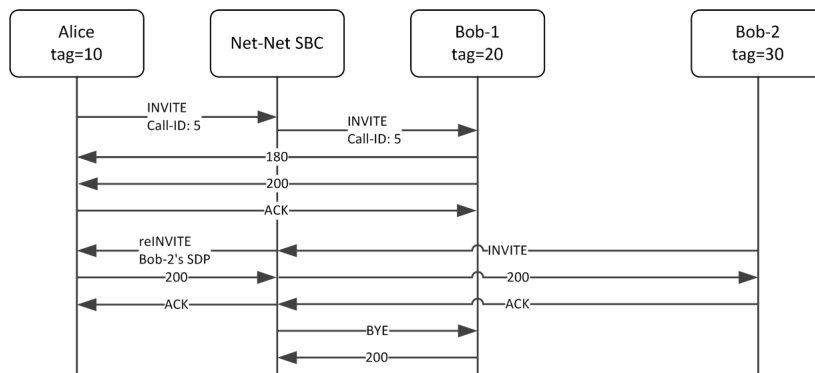 Alice
tag=10
Net-Net SBC
Bob-1
tag=20
Bob-2
tag=30
INVITE
Call-ID: 5
INVITE
Call-ID: 5
180
200
ACK
reINVITE
Bob-2's SDP
INVITE
200
200
ACK
ACK
BYE
200